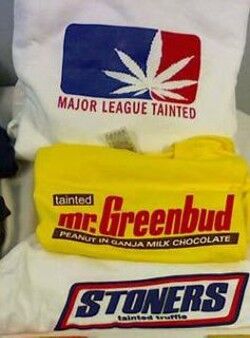 MAJOR LEAGUE TAINTED
tainted
mr.Greenbud
PEANUT IN GANJA MILK CHOCOLATE
STONERS
tainted truffle